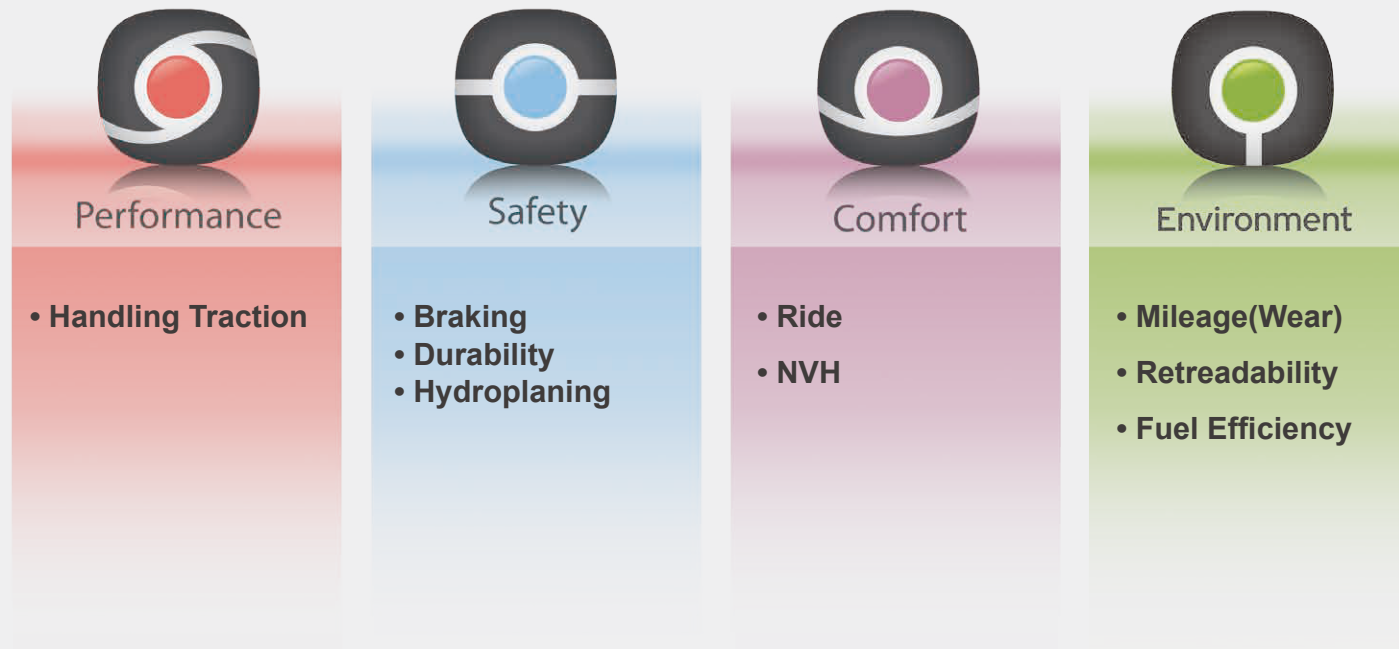 Performance
• Handling Traction
Safety
• Braking
• Durability
• Hydroplaning
Comfort
• Ride
• NVH
Environment
• Mileage(Wear)
• Retreadability
• Fuel Efficiency